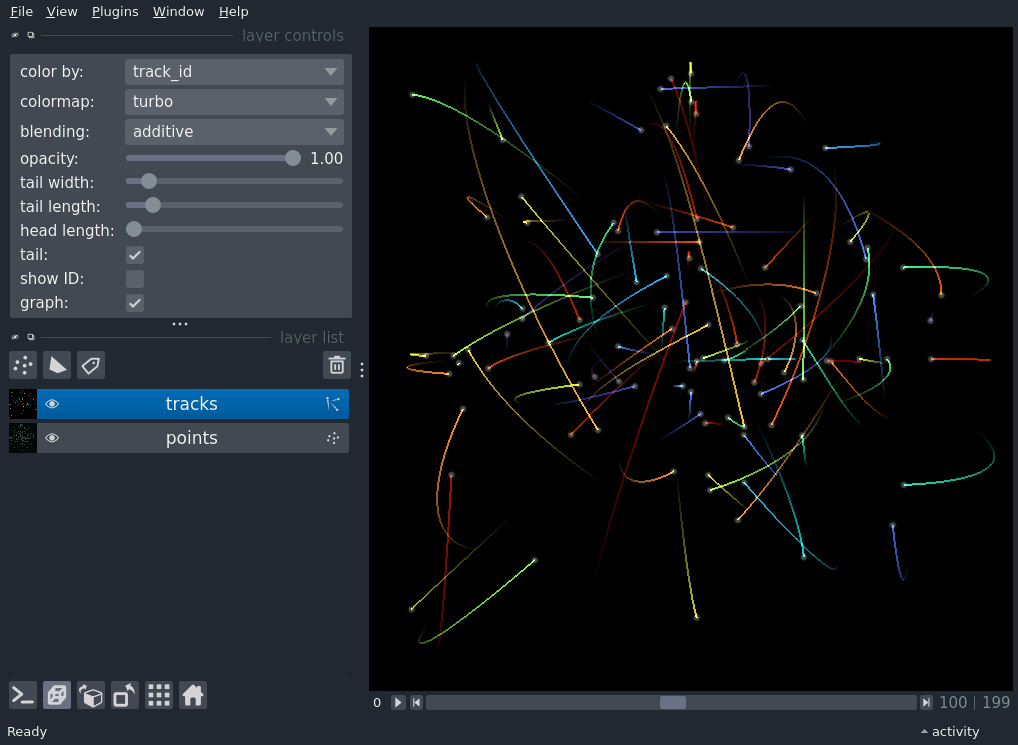 File View Plugins Window Help
layer controls
color by: track_id
colormap: turbo
blending: additive
opacity: 1.00
tail width:
tail length:
head length:
tail:
show ID:
graph:
layer list
tracks
points
0 100 | 199
Ready activity